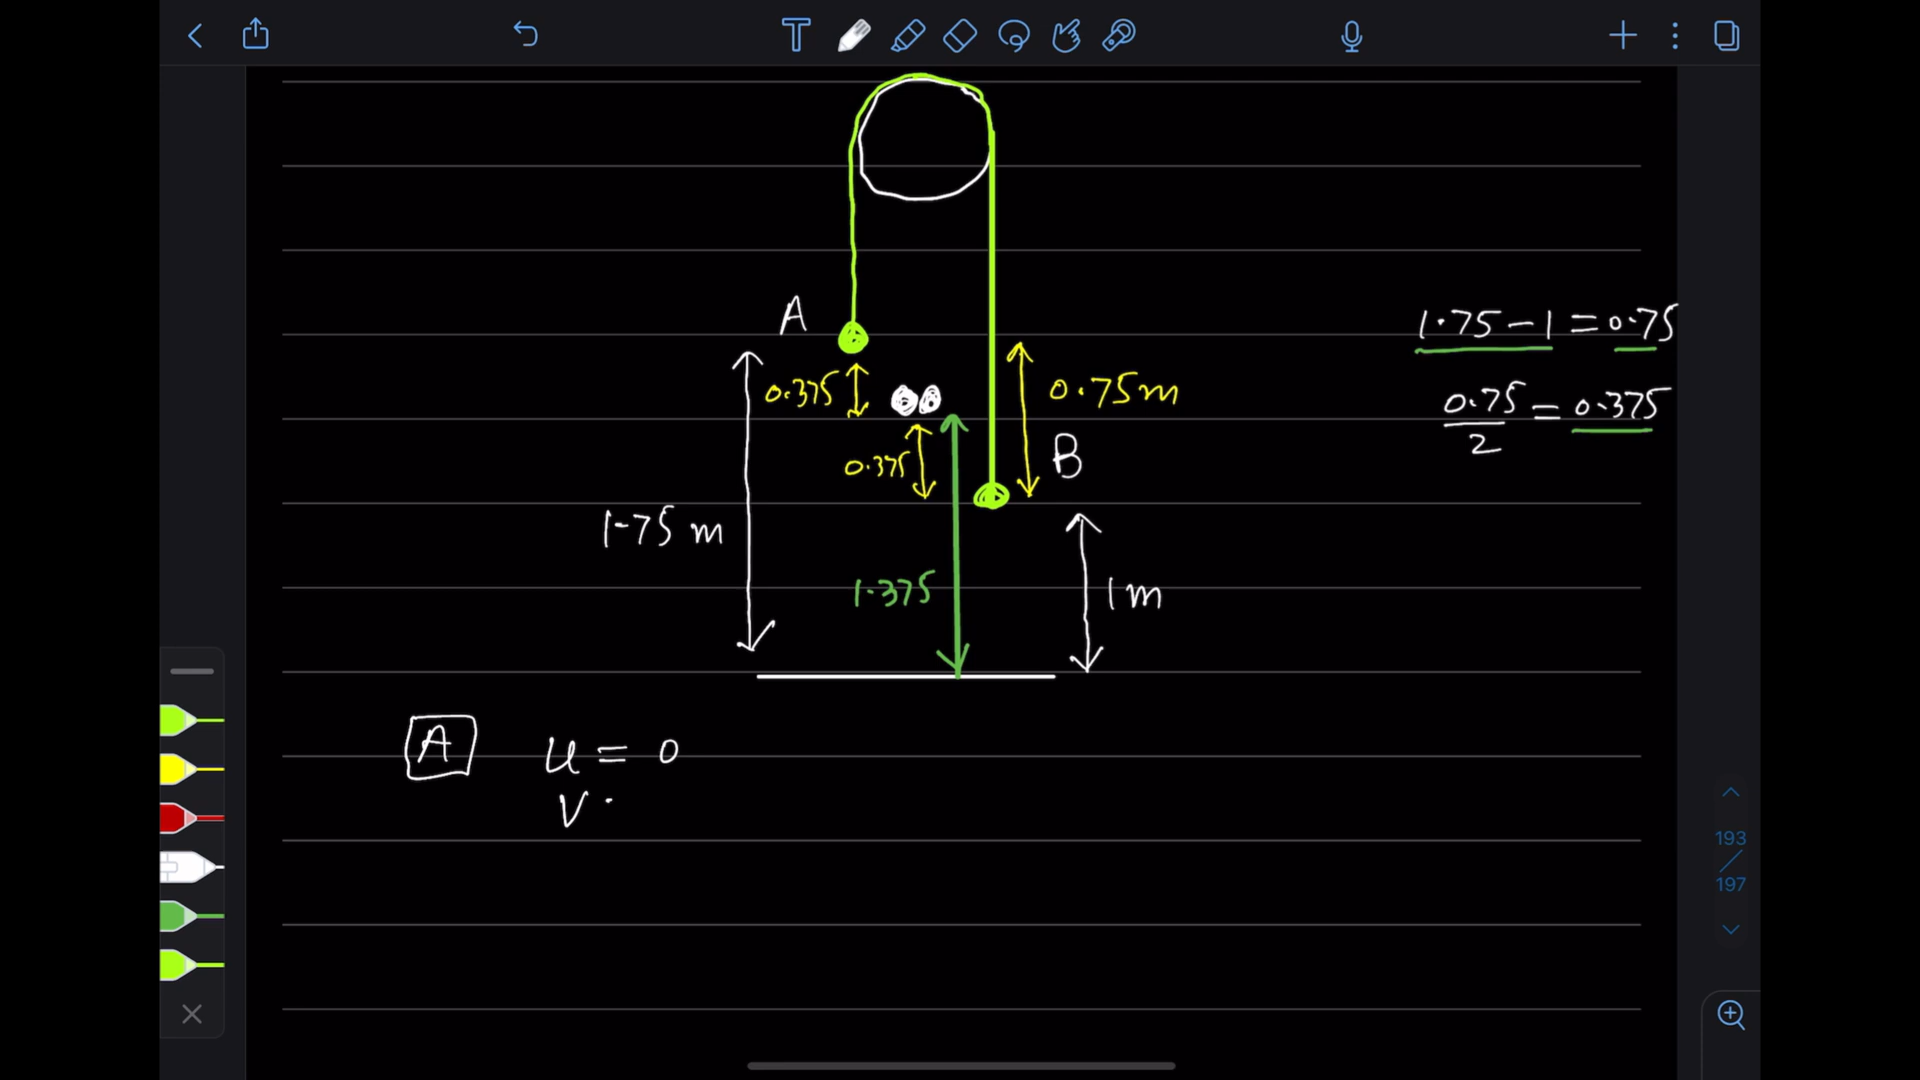 A
1.75 - 1 = 0.75
0.375
0.75m
0.75/2 = 0.375
B
0.375
1.75 m
1.375
1m
A u = 0
V
193
197